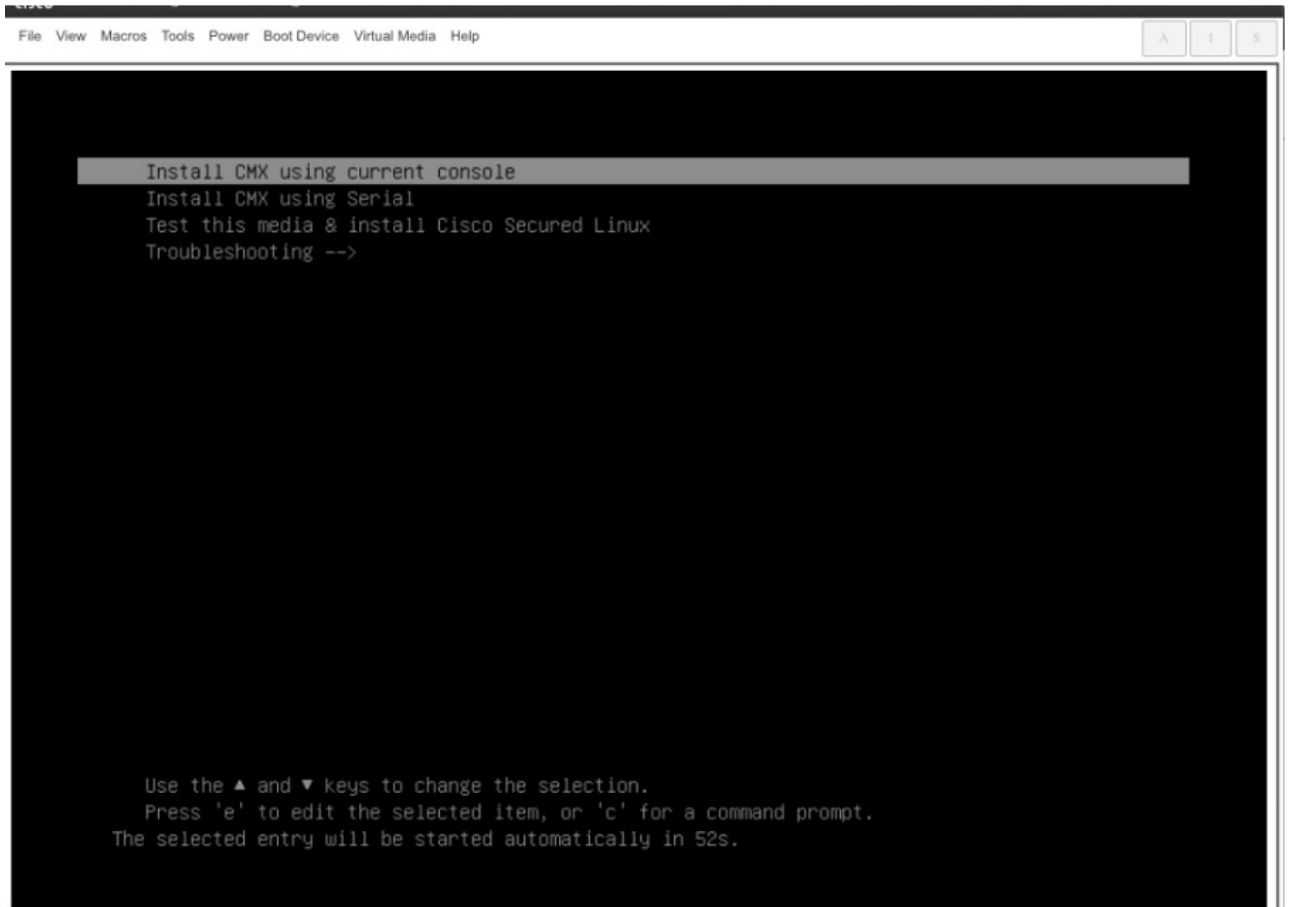 File View Macros Tools Power Boot Device Virtual Media Help
A I S
Install CMX using current console
Install CMX using Serial
Test this media & install Cisco Secured Linux
Troubleshooting -->
Use the ▲ and ▼ keys to change the selection.
Press 'e' to edit the selected item, or 'c' for a command prompt.
The selected entry will be started automatically in 52s.